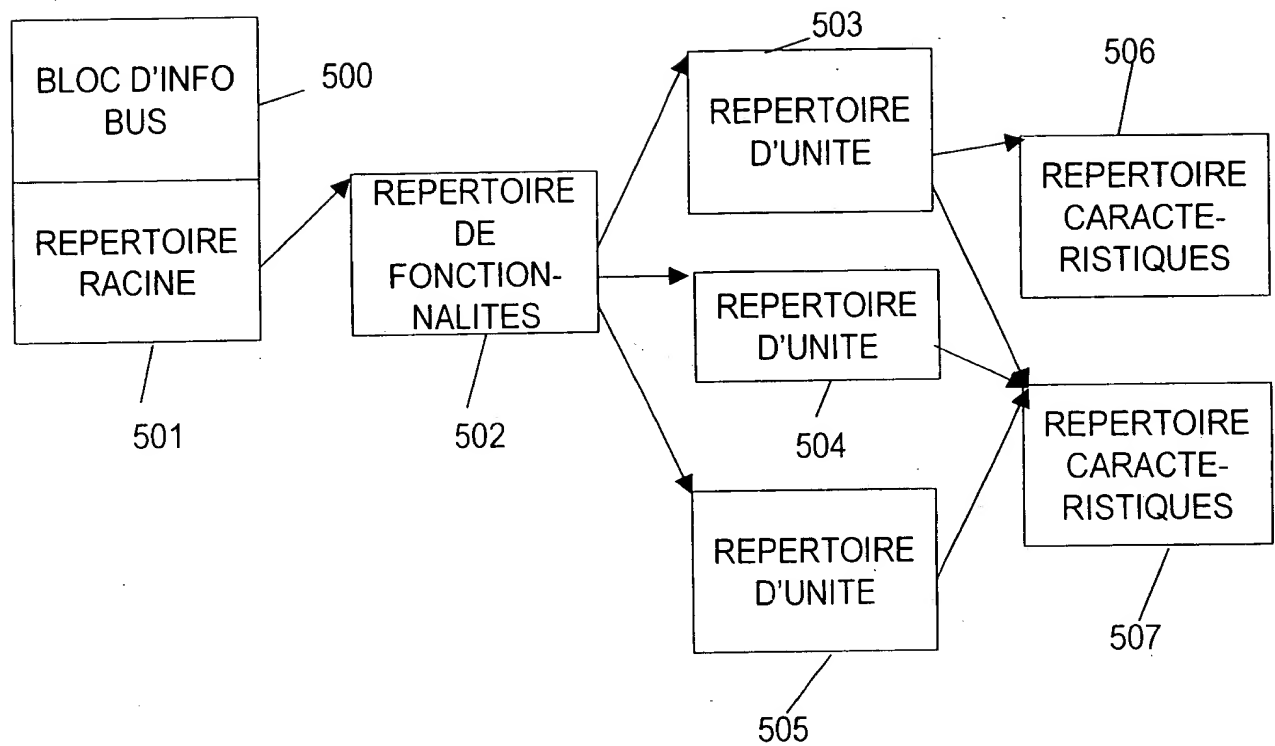 BLOC D'INFO
BUS
500
REPERTOIRE
RACINE
501
REPERTOIRE
DE
FONCTION-
NALITES
502
503
REPERTOIRE
D'UNITE
REPERTOIRE
D'UNITE
504
REPERTOIRE
D'UNITE
505
506
REPERTOIRE
CARACTE-
RISTIQUES
REPERTOIRE
CARACTE-
RISTIQUES
507